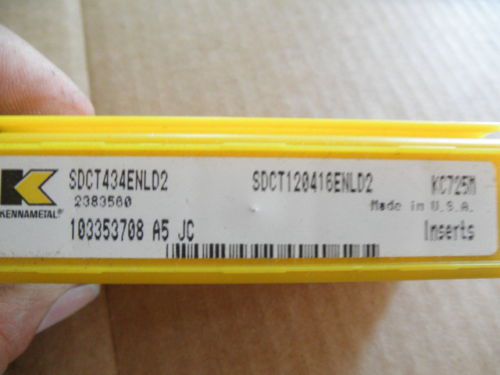 SDCT434ENLD2 SDCT120416ENLD2 KC725M
2383560 Made in U.S.A.
KENNAMETAL®
103353708 A5 JC Inserts